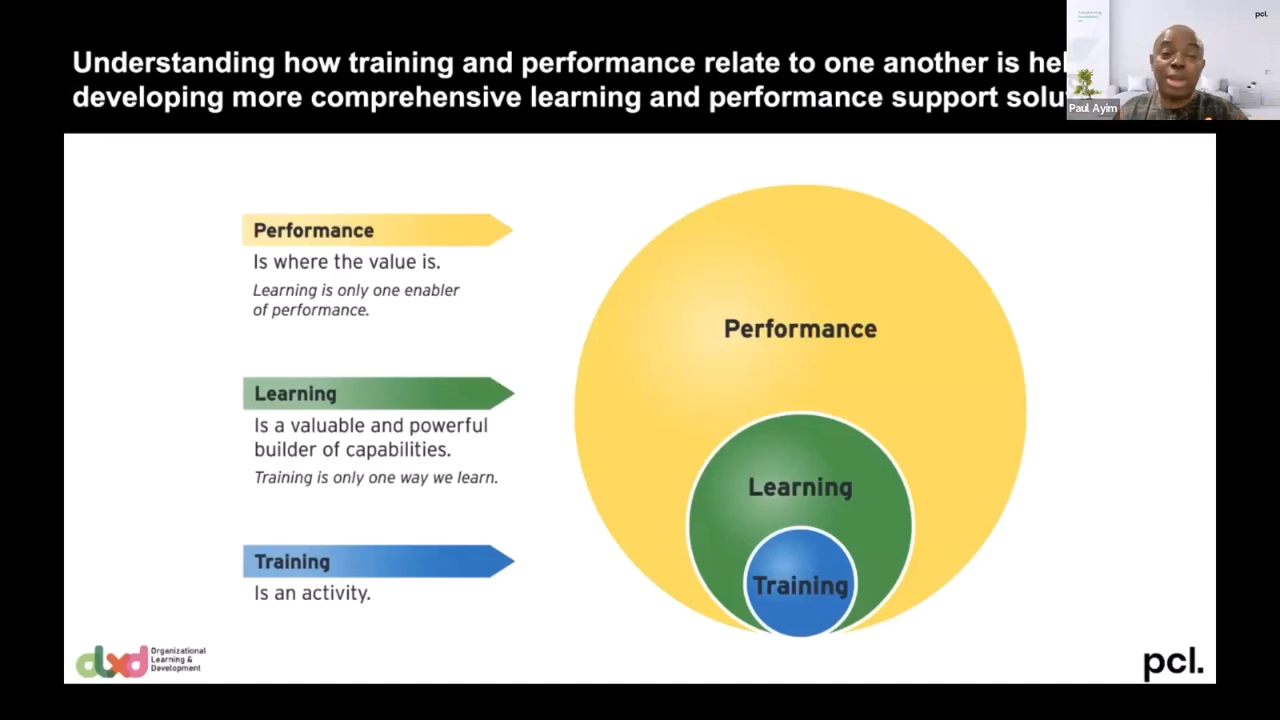 Understanding how training and performance relate to one another is
developing more comprehensive learning and performance support
Paul Ayim
pcl.
Performance
Is where the value is.
Learning is only one enabler
of performance.
Learning
Is a valuable and powerful
builder of capabilities.
Training is only one way we learn.
Training
Is an activity.
Performance
Learning
Training
dlxd
Organizational
Learning &
Development
pcl.